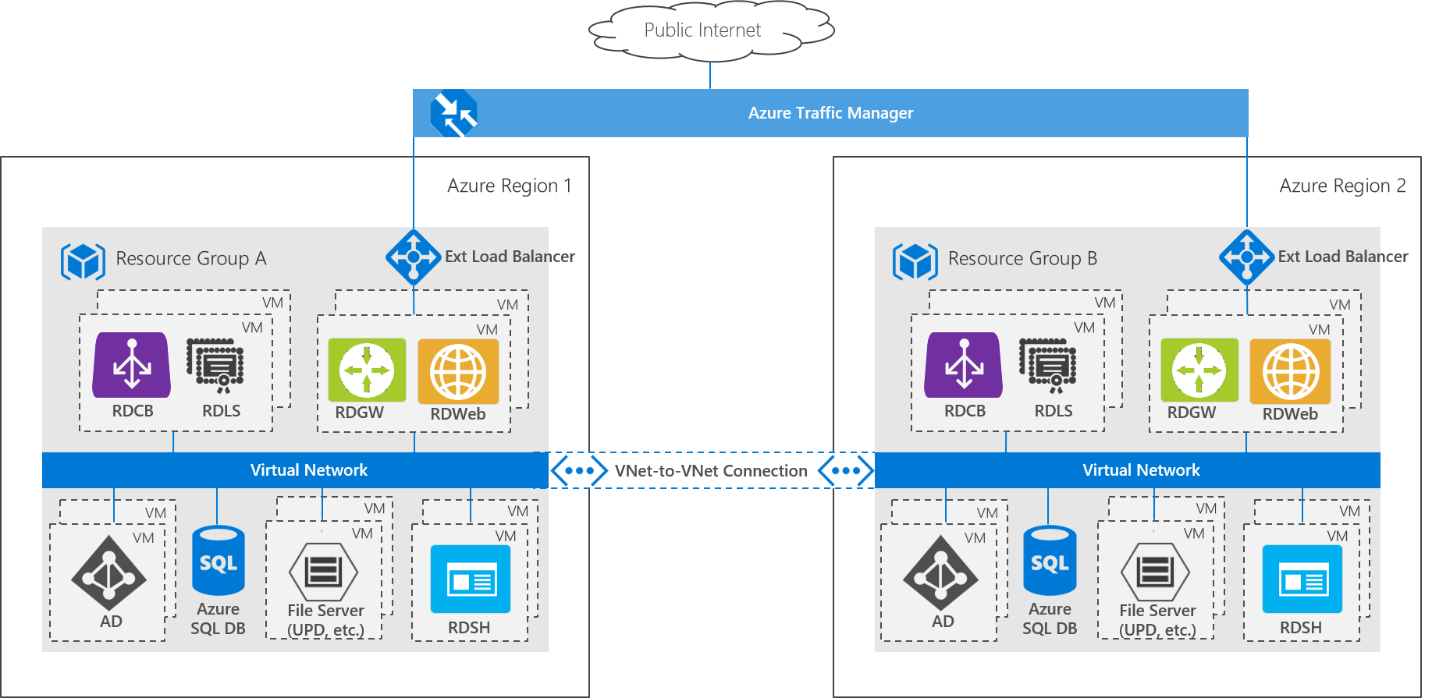 Public Internet
Azure Traffic Manager
Azure Region 1
Resource Group A
Ext Load Balancer
VM
VM
RDCB
RDLS
VM
VM
RDGW
RDWeb
Virtual Network
VM
VM
AD
SQL
Azure
SQL DB
VM
VM
File Server
(UPD, etc.)
VM
VM
RDSH
VNet-to-VNet Connection
Azure Region 2
Resource Group B
Ext Load Balancer
VM
VM
RDCB
RDLS
VM
VM
RDGW
RDWeb
Virtual Network
VM
VM
AD
SQL
Azure
SQL DB
VM
VM
File Server
(UPD, etc.)
VM
VM
RDSH